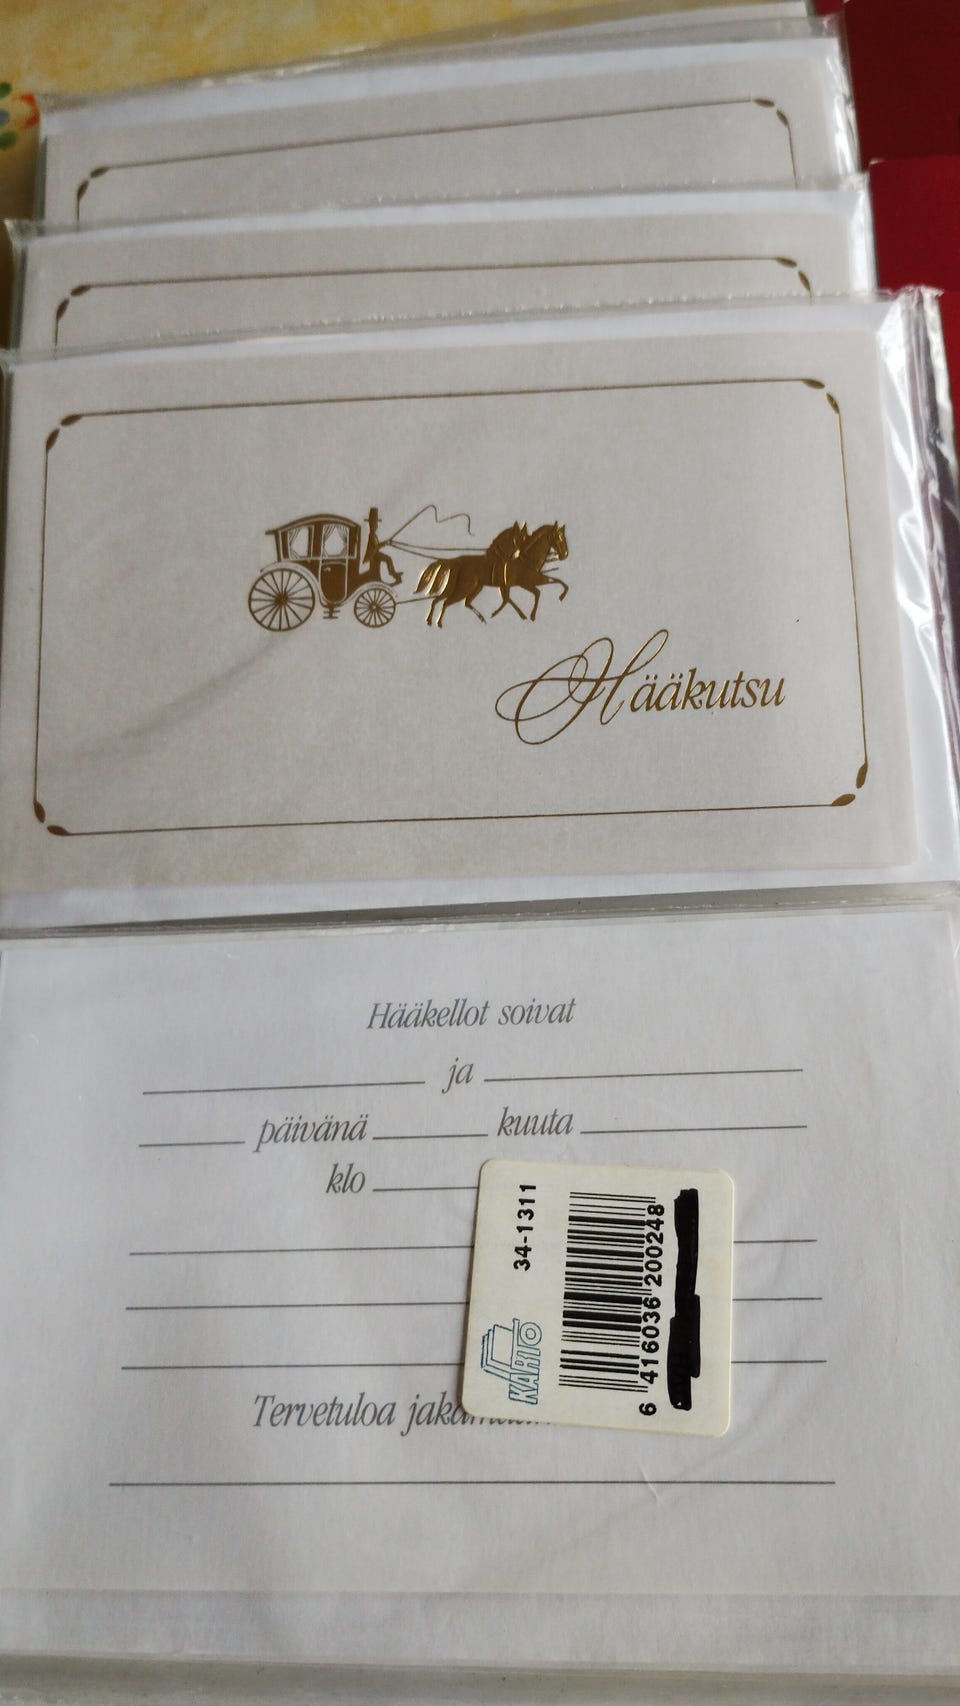 Hääkutsu
Hääkellot soivat
ja
päivänä kuuta
klo
34-1311
KARTO
6 416036 200248
Tervetuloa